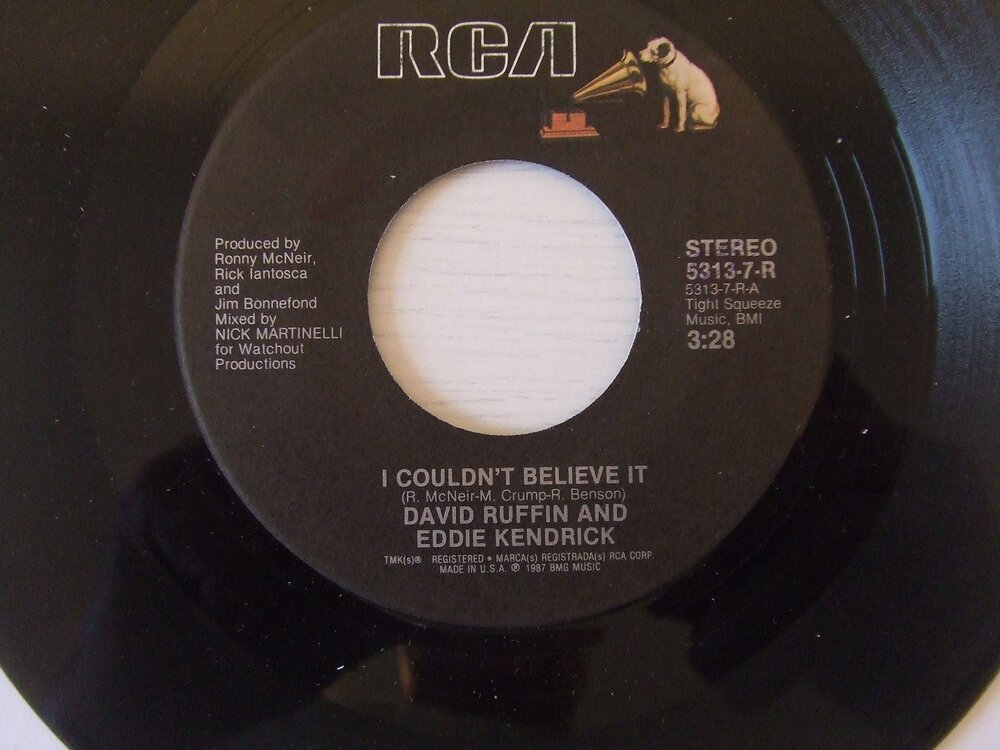 RCA
Produced by
Ronny McNeir,
Rick Iantosca
and
Jim Bonnefond
Mixed by
NICK MARTINELLI
for Watchout
Productions
STEREO
5313-7-R
5313-7-R-A
Tight Squeeze
Music, BMI
3:28
I COULDN'T BELIEVE IT
(R. McNeir-M. Crump-R. Benson)
DAVID RUFFIN AND
EDDIE KENDRICK
TMK(s)® REGISTERED • MARCA(s) REGISTRADA(s) RCA CORP.
MADE IN U.S.A. ℗ 1987 BMG MUSIC